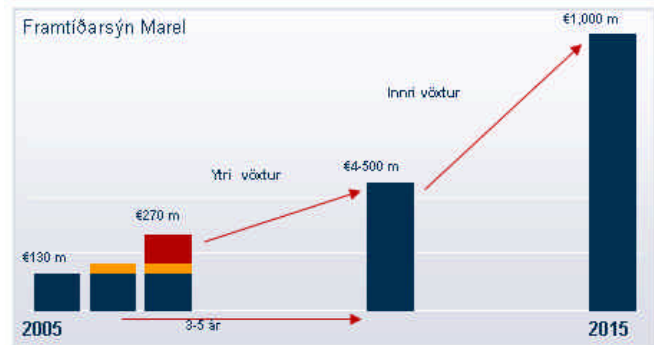 Framtíðarsýn Marel
€1,000 m
Innri vöxtur
€4-500 m
Ytri vöxtur
€270 m
€130 m
3-5 ár
2005
2015